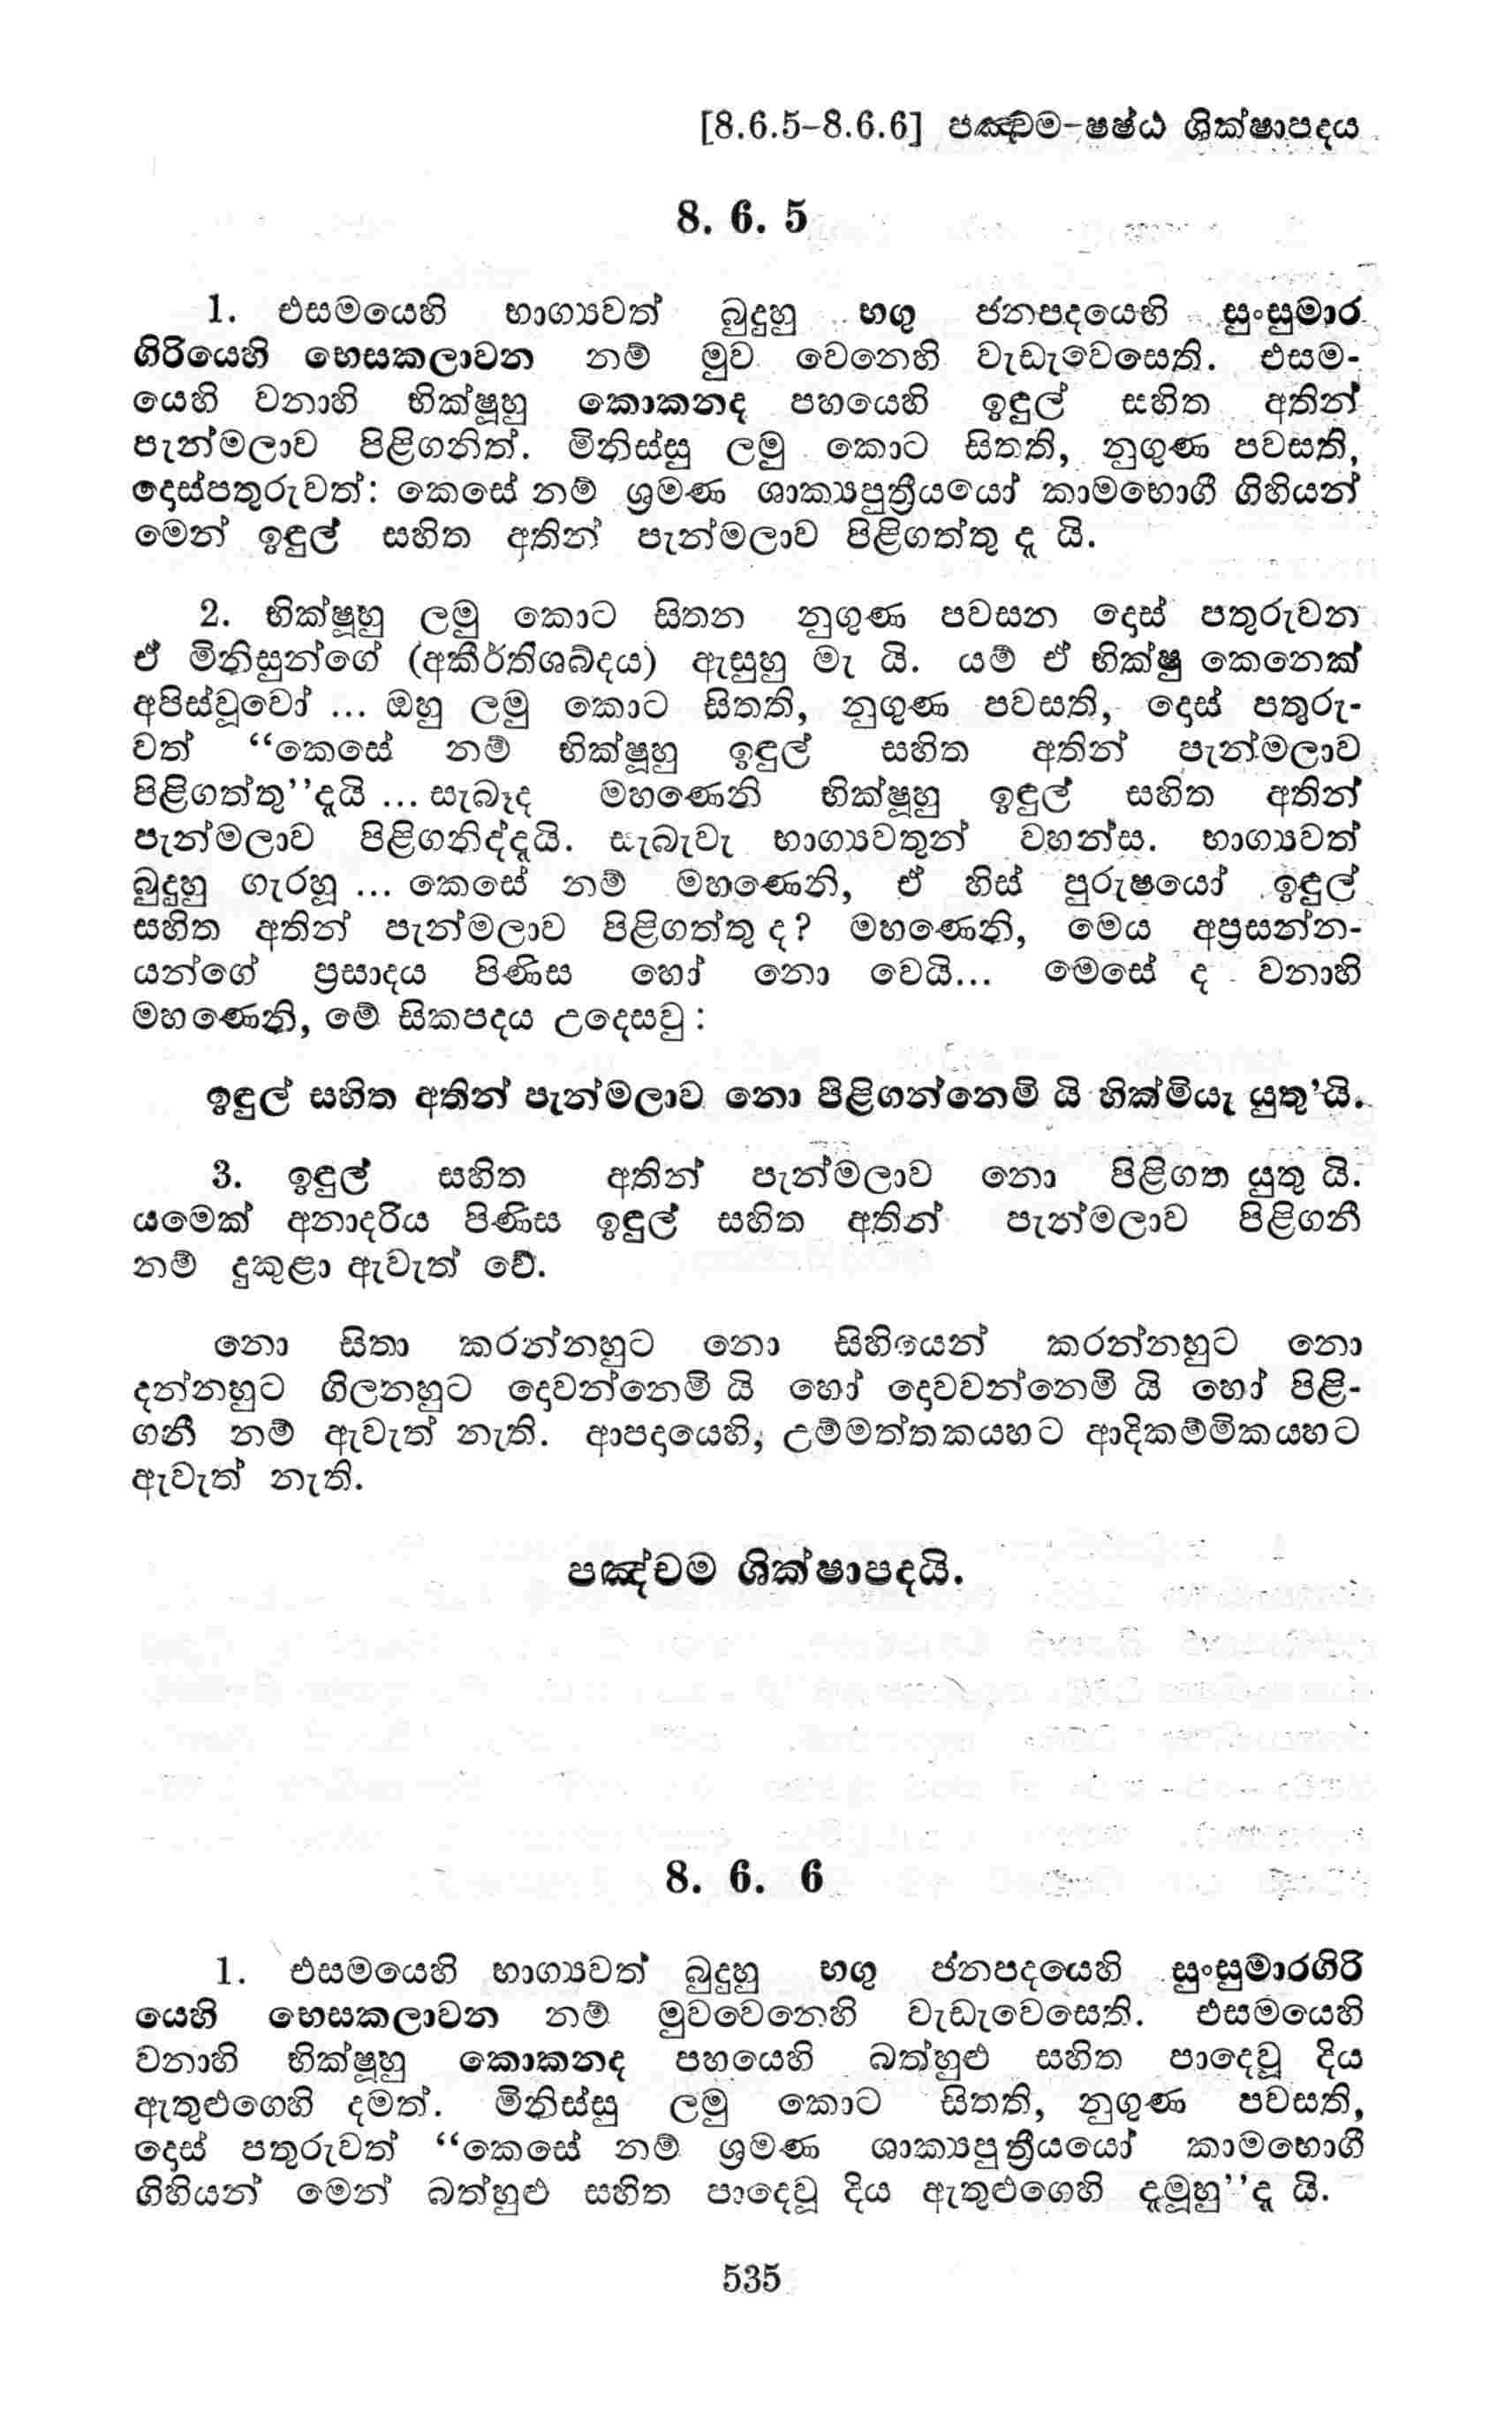 [8.6.5–8.6.6] පඤ්චම-ෂෂ්ඨ ශික්ෂාපදය
8. 6. 5
1. එසමයෙහි භාග්‍යවත් බුදුහු භගු ජනපදයෙහි සුංසුමාර
ගිරියෙහි භෙසකලාවන නම් මුව වෙනෙහි වැඩැවෙසෙති. එසම-
යෙහි වනාහි භික්ෂූහු කොකනද පහයෙහි ඉඳුල් සහිත අතින්
පැන්මලාව පිළිගනිත්. මිනිස්සු ලමු කොට සිතති, නුගුණ පවසති,
දොස්පතුරුවත්: කෙසේ නම් ශ්‍රමණ ශාක්‍යපුත්‍රීයයෝ කාමභොගී ගිහියන්
මෙන් ඉඳුල් සහිත අතින් පැන්මලාව පිළිගත්තු දැ යි.
2. භික්ෂූහු ලමු කොට සිතන නුගුණ පවසන දොස් පතුරුවන
ඒ මිනිසුන්ගේ (අකීර්තිශබ්දය) ඇසුහු මැ යි. යම් ඒ භික්ෂු කෙනෙක්
අපිස්වූවෝ ... ඔහු ලමු කොට සිතති, නුගුණ පවසති, දොස් පතුරු-
වත් “කෙසේ නම් භික්ෂූහු ඉඳුල් සහිත අතින් පැන්මලාව
පිළිගත්තු’’දැයි ... සැබෑද මහණෙනි භික්ෂූහු ඉඳුල් සහිත අතින්
පැන්මලාව පිළිගනිද්දැයි. සැබැවැ භාග්‍යවතුන් වහන්ස. භාග්‍යවත්
බුදුහු ගැරහූ ... කෙසේ නම් මහණෙනි, ඒ හිස් පුරුෂයෝ ඉඳුල්
සහිත අතින් පැන්මලාව පිළිගත්තු ද? මහණෙනි, මෙය අප්‍රසන්න-
යන්ගේ ප්‍රසාදය පිණිස හෝ නො වෙයි... මෙසේ ද වනාහි
මහණෙනි, මේ සිකපදය උදෙසවු :
ඉඳුල් සහිත අතින් පැන්මලාව නො පිළිගන්නෙමි යි හික්මියැ යුතු’යි.
3. ඉඳුල් සහිත අතින් පැන්මලාව නො පිළිගත යුතු යි.
යමෙක් අනාදරිය පිණිස ඉඳුල් සහිත අතින් පැන්මලාව පිළිගනී
නම් දුකුළා ඇවැත් වේ.
නො සිතා කරන්නහුට නො සිහියෙන් කරන්නහුට නො
දන්නහුට ගිලනහුට දොවන්නෙමි යි හෝ දොවවන්නෙමි යි හෝ පිළි-
ගනී නම් ඇවැත් නැති. ආපදායෙහි, උම්මත්තකයහට ආදිකම්මිකයහට
ඇවැත් නැති.
පඤ්චම ශික්ෂාපදයි.
8. 6. 6
1. එසමයෙහි භාග්‍යවත් බුදුහු භගු ජනපදයෙහි සුංසුමාරගිරි
යෙහි භෙසකලාවන නම් මුවවෙනෙහි වැඩැවෙසෙති. එසමයෙහි
වනාහි භික්ෂූහු කොකනද පහයෙහි බත්හුළු සහිත පාදෙවූ දිය
ඇතුළුගෙහි දමත්. මිනිස්සු ලමු කොට සිතති, නුගුණ පවසති,
දොස් පතුරුවත් “කෙසේ නම් ශ්‍රමණ ශාක්‍යපුත්‍රීයයෝ කාමභොගී
ගිහියන් මෙන් බත්හුළු සහිත පාදෙවූ දිය ඇතුළුගෙහි දැමූහු’’දැ යි.
535